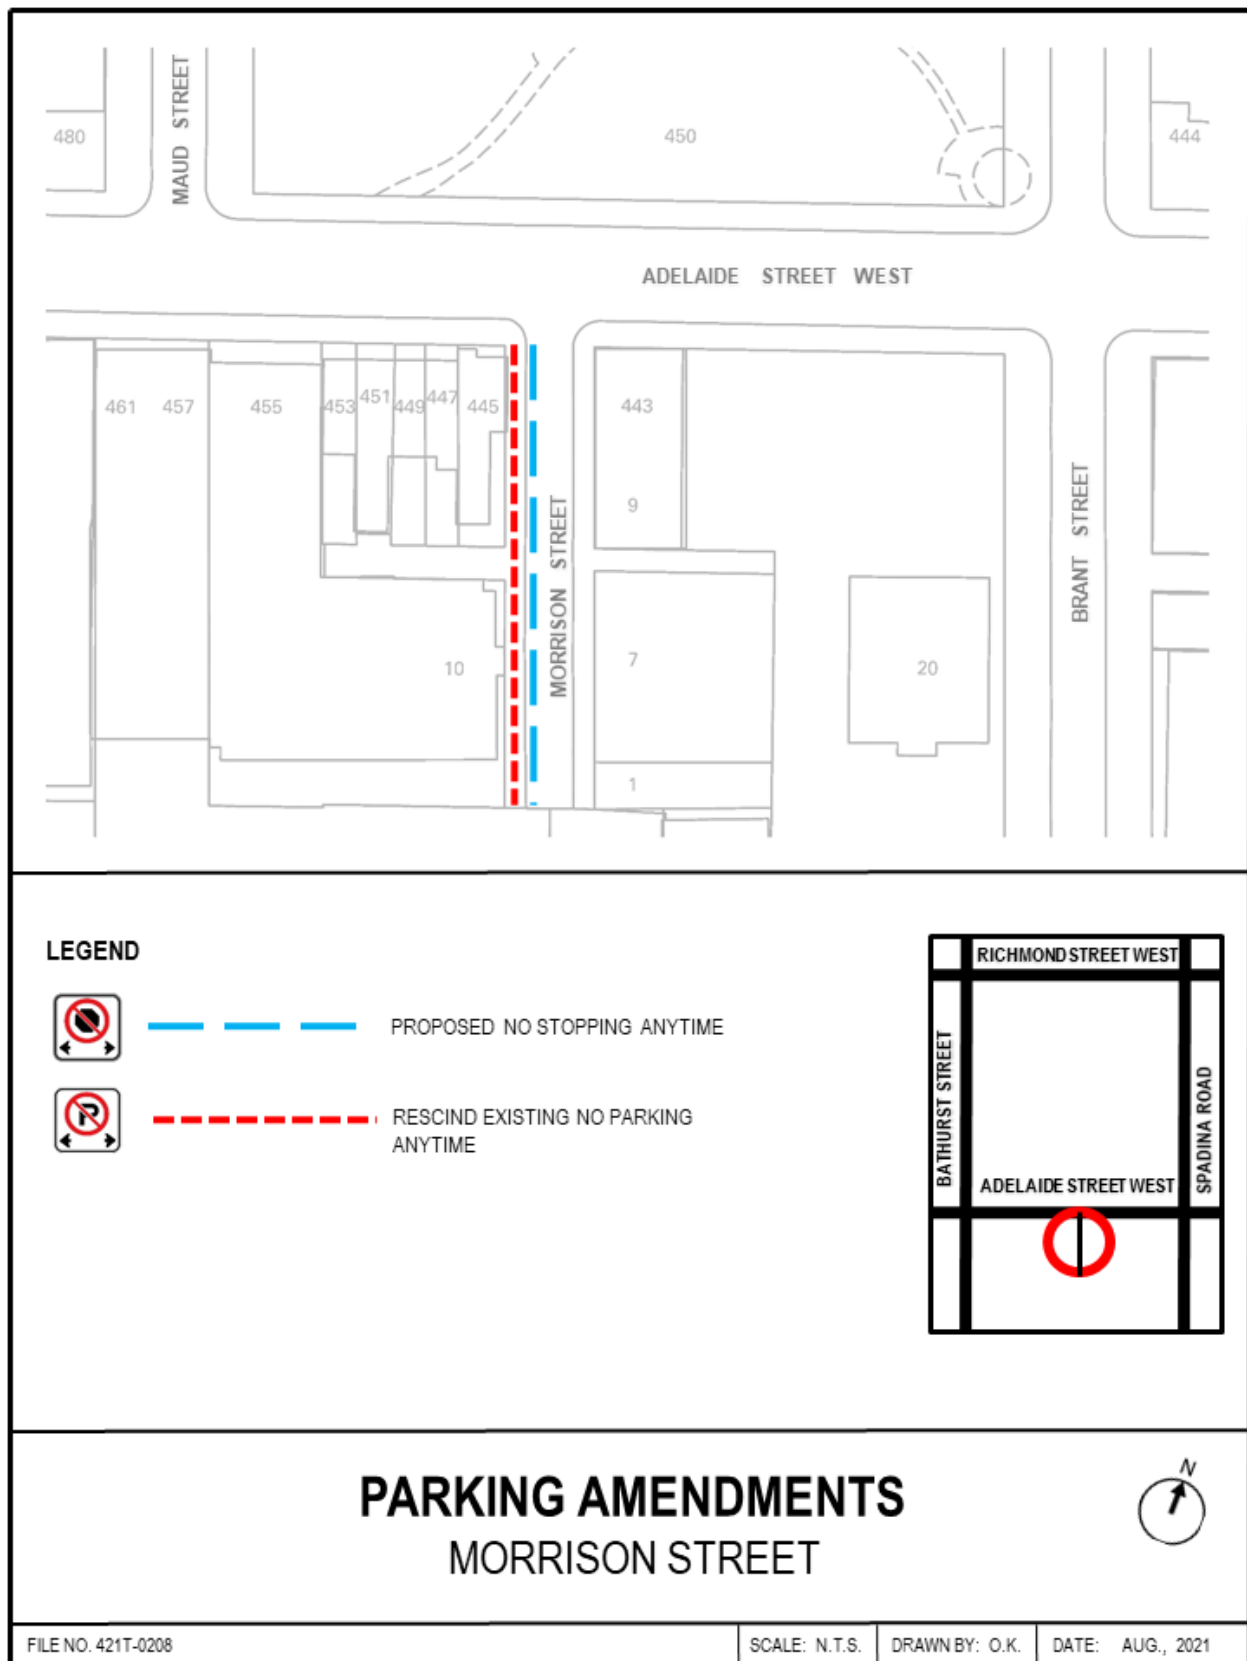 480
MAUD STREET
450
444
ADELAIDE STREET WEST
461
457
455
453
451
449
447
445
443
9
MORRISON STREET
BRANT STREET
10
7
20
1
LEGEND
PROPOSED NO STOPPING ANYTIME
P
RESCIND EXISTING NO PARKING
ANYTIME
RICHMOND STREET WEST
BATHURST STREET
SPADINA ROAD
ADELAIDE STREET WEST
PARKING AMENDMENTS
MORRISON STREET
N
FILE NO. 421T-0208
SCALE: N.T.S.
DRAWN BY: O.K.
DATE: AUG., 2021